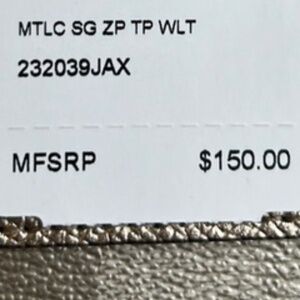 MTLC SG ZP TP WLT
232039JAX
MFSRP $150.00